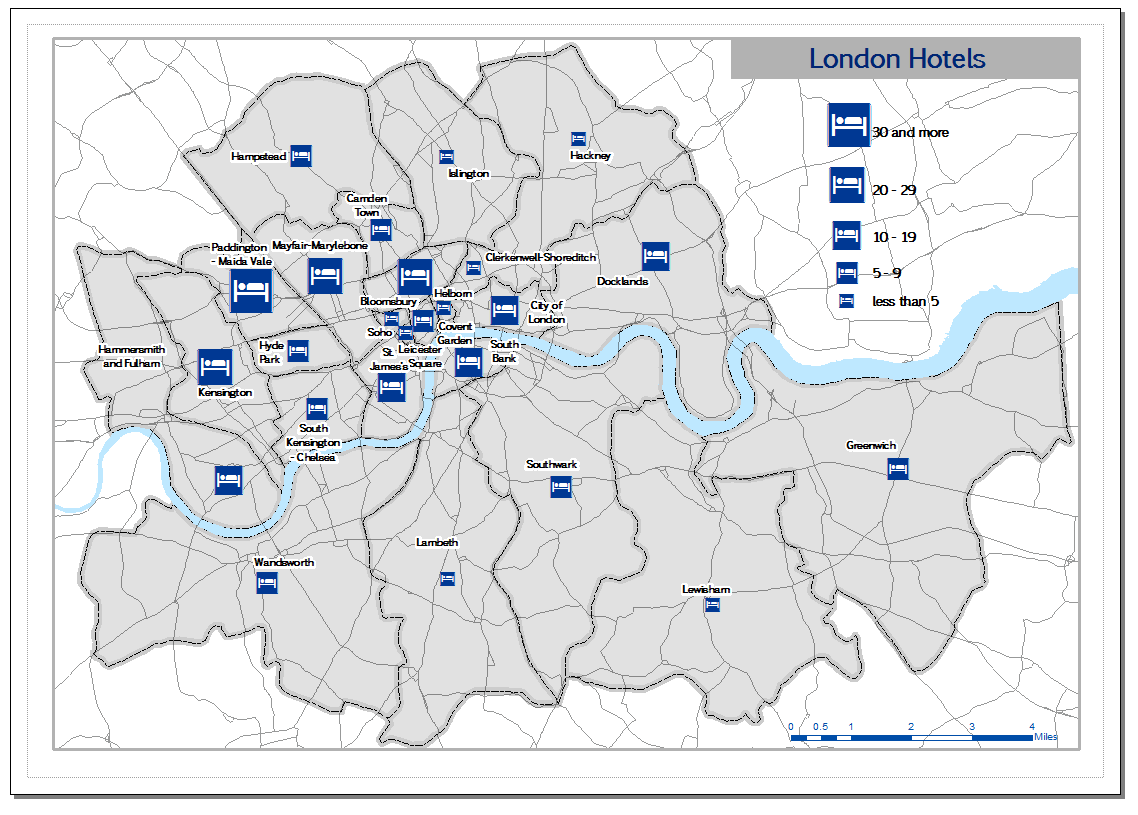 London Hotels
30 and more
20 - 29
10 - 19
5 - 9
less than 5
Hampstead
Islington
Hackney
Camden
Town
Paddington
- Maida Vale
Mayfair-Marylebone
Clerkenwell-Shoreditch
Docklands
Bloomsbury
Helborn
City of
London
Soho
Covent
Garden
Hyde
Park
St.
James's
Leicester
Square
South
Bank
Hammersmith
and Fulham
Kensington
South
Kensington
- Chelsea
Greenwich
Southwark
Lambeth
Wandsworth
Lewisham
0 0.5 1 2 3 4
Miles